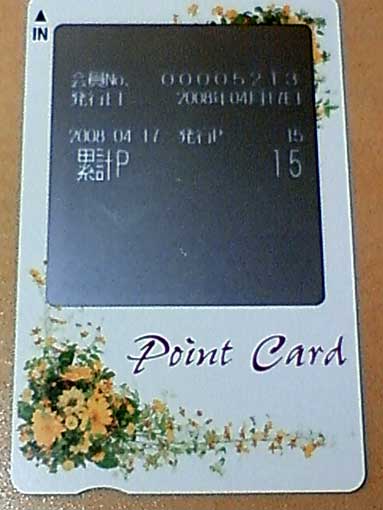 IN
会員No. 00005213
発行日 2008年04月17日
2008.04.17 発行P 15
累計P 15
Point Card